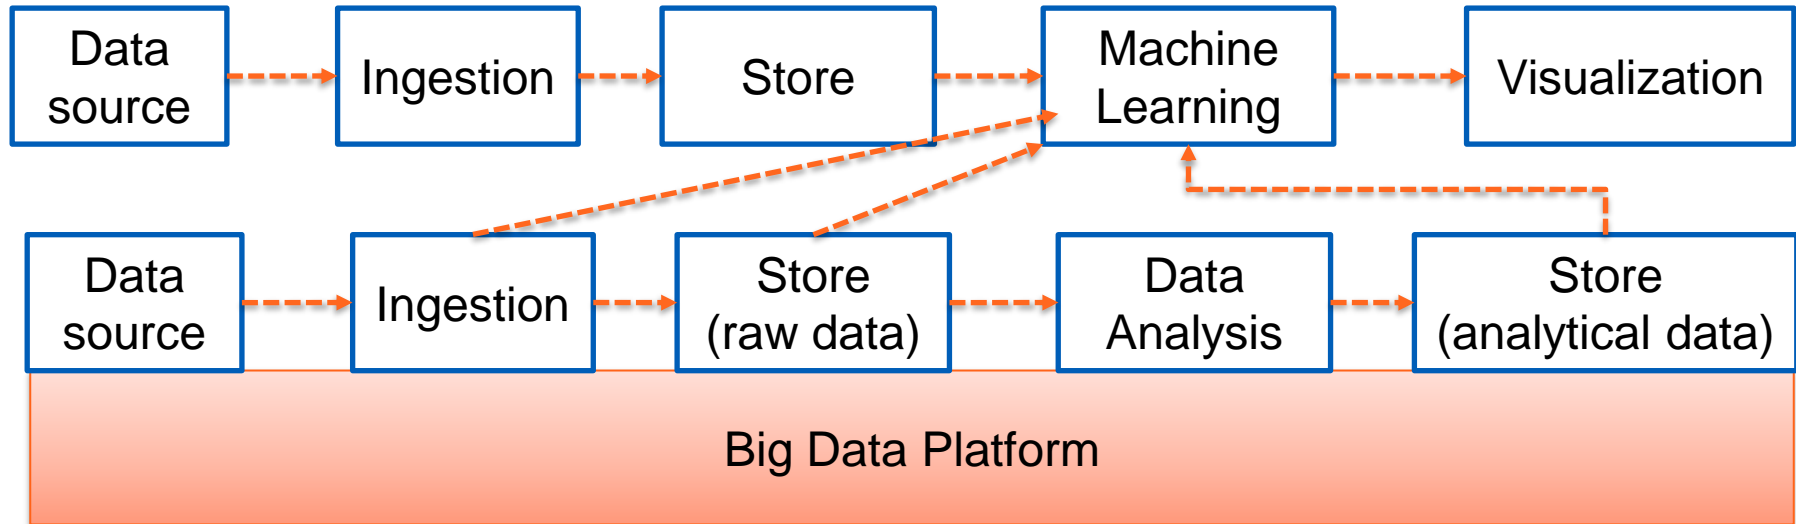 Data
source
Ingestion
Store
Machine
Learning
Visualization
Data
source
Ingestion
Store
(raw data)
Data
Analysis
Store
(analytical data)
Big Data Platform